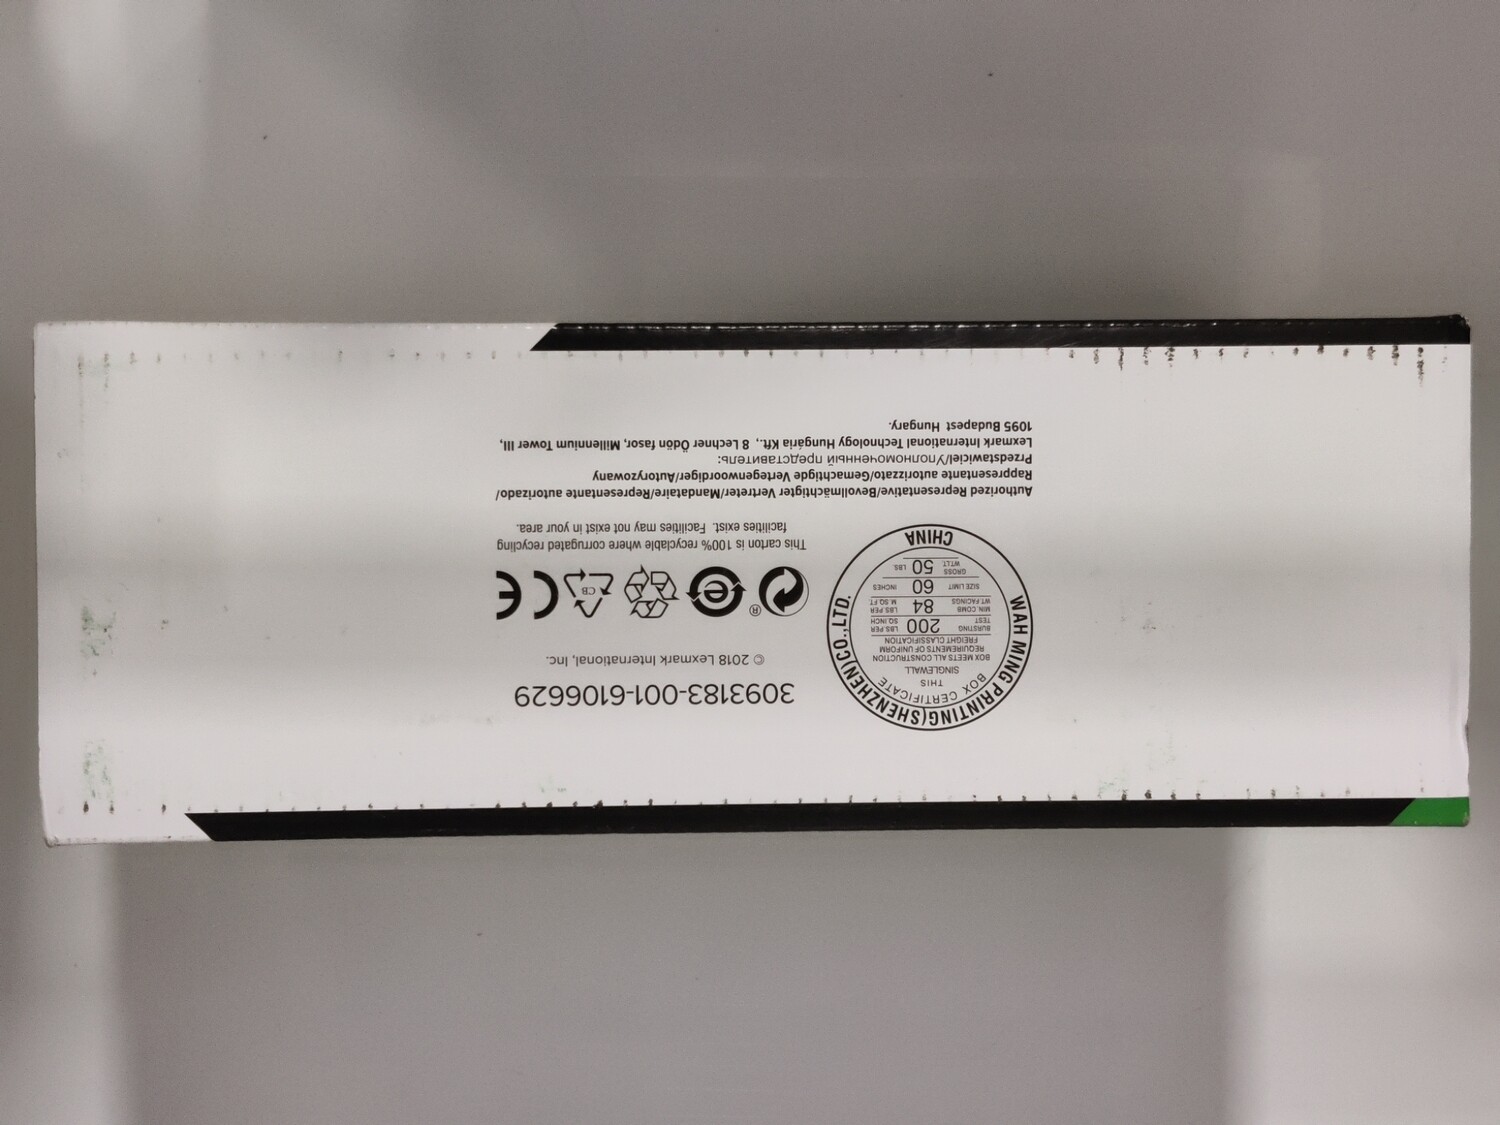 3093183-001-6106629
© 2018 Lexmark International, Inc.
WAH MING PRINTING(SHENZHEN)CO.,LTD.
BOX CERTIFICATE
THIS
SINGLEWALL
BOX MEETS ALL CONSTRUCTION
REQUIREMENTS OF UNIFORM
FREIGHT CLASSIFICATION
BURSTING TEST 200 LBS.PER SQ.INCH
MIN.COMB WT.FACINGS 84 LBS.PER M.SQ.FT.
SIZE LIMIT 60 INCHES
GROSS WT.LT. 50 LBS.
CHINA
® e CB CE
This carton is 100% recyclable where corrugated recycling
facilities exist. Facilities may not exist in your area.
Authorized Representative/Bevollmächtigter Vertreter/Mandataire/Representante autorizado/
Rappresentante autorizzato/Gemachtigde Vertegenwoordiger/Autoryzowany
Przedstawiciel/Уполномоченный представитель:
Lexmark International Technology Hungária Kft., 8 Lechner Ödön fasor, Millennium Tower III,
1095 Budapest Hungary.